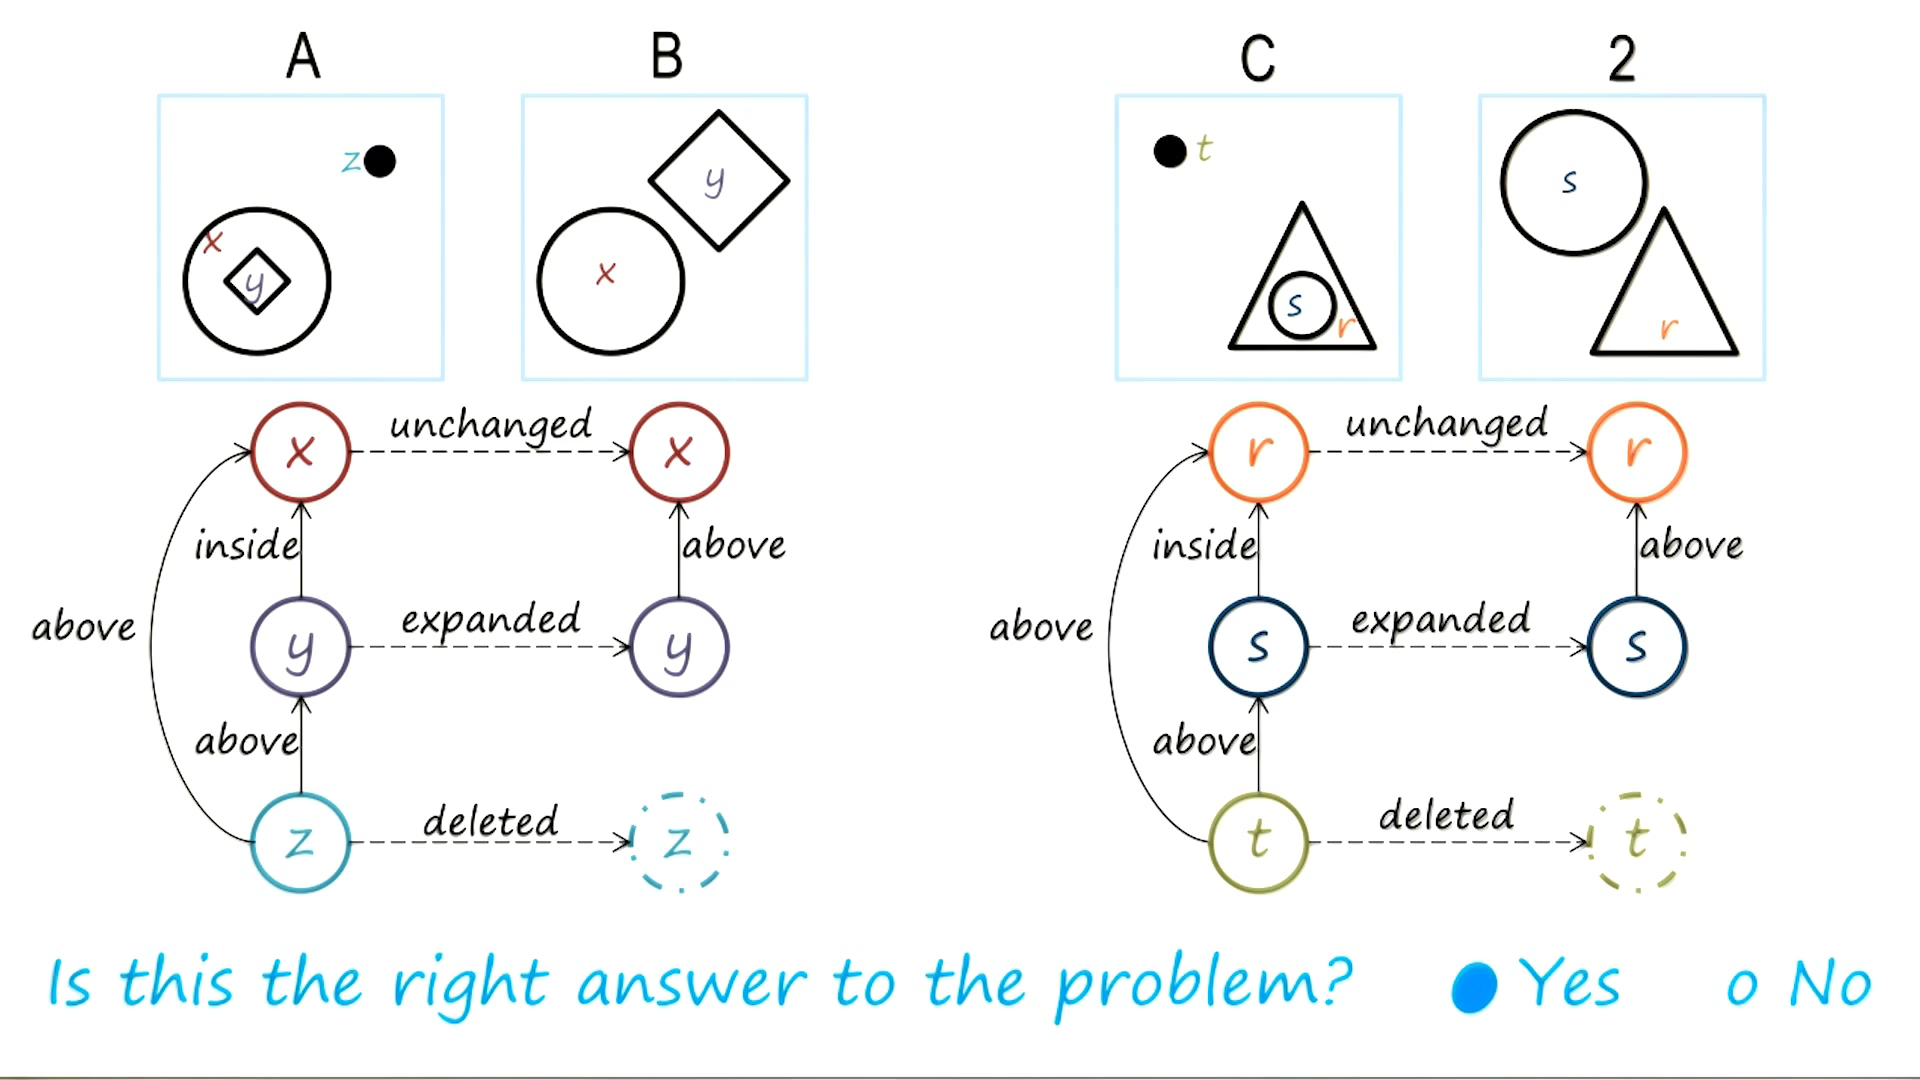 A B C 2
z y t s
x y x s r r
x unchanged x r unchanged r
inside above inside above
above y expanded y above s expanded s
above above
z deleted z t deleted t
Is this the right answer to the problem? Yes o No